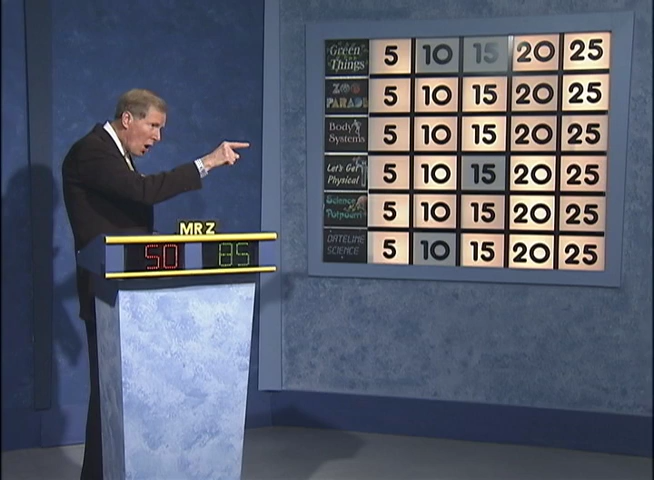 Green Things 5 10 15 20 25
ZOO PARADE 5 10 15 20 25
Body Systems 5 10 15 20 25
Let's Get Physical 5 10 15 20 25
Science Potpourri 5 10 15 20 25
DATELINE SCIENCE 5 10 15 20 25
MR Z
50 85